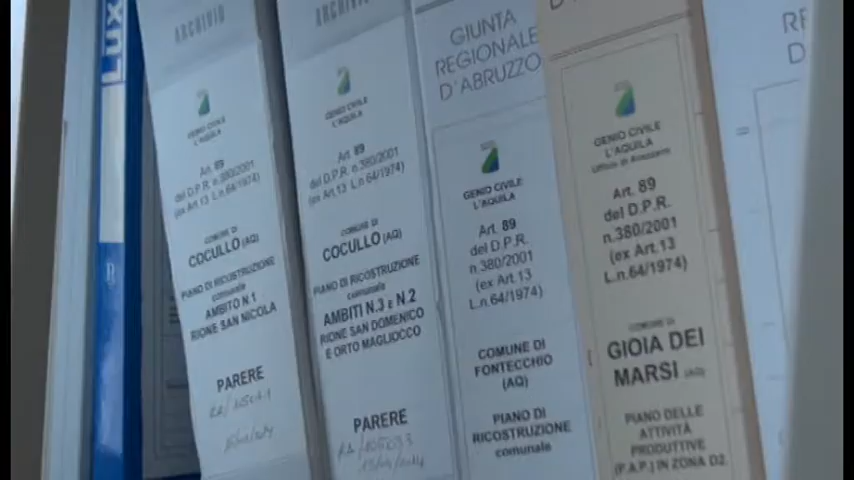 Lux
ARCHIVIO
GENIO CIVILE
L'AQUILA
Art. 89
del D.P.R. n.380/2001
(ex Art.13 L.n.64/1974)
COMUNE DI
COCULLO (AQ)
PIANO DI RICOSTRUZIONE
comunale
AMBITO N.1
RIONE SAN NICOLA
PARERE
ARCHIVIO
GENIO CIVILE
L'AQUILA
Art. 89
del D.P.R. n.380/2001
(ex Art.13 L.n.64/1974)
COMUNE DI
COCULLO (AQ)
PIANO DI RICOSTRUZIONE
comunale
AMBITI N.3 E N.2
RIONE SAN DOMENICO
E ORTO MAGLIOCCO
PARERE
GIUNTA
REGIONALE
D'ABRUZZO
GENIO CIVILE
L'AQUILA
Art. 89
del D.P.R.
n.380/2001
(ex Art.13
L.n.64/1974)
COMUNE DI
FONTECCHIO
(AQ)
PIANO DI
RICOSTRUZIONE
comunale
GENIO CIVILE
L'AQUILA
Art. 89
del D.P.R.
n.380/2001
(ex Art.13
L.n.64/1974)
COMUNE DI
GIOIA DEI
MARSI (AQ)
PIANO DELLE
ATTIVITÀ
PRODUTTIVE
(P.A.P.) IN ZONA D2